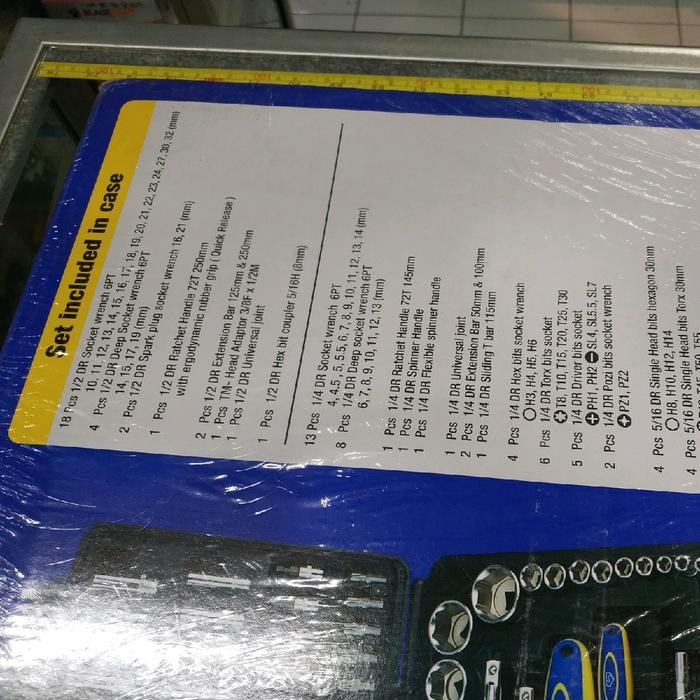 Set included in case
18 Pcs 1/2 DR Socket wrench 6PT
10, 11, 12, 13, 14, 15, 16, 17, 18, 19, 20, 21, 22, 23, 24, 27, 30, 32 (mm)
4 Pcs 1/2 DR Deep Socket wrench 6PT
14, 15, 17, 19 (mm)
2 Pcs 1/2 DR Spark plug socket wrench 16, 21 (mm)
1 Pcs 1/2 DR Ratchet Handle 72T 250mm
with ergodynamic rubber grip ( Quick Release )
2 Pcs 1/2 DR Extension Bar 125mm & 250mm
1 Pcs TM- Head Adaptor 3/8F x 1/2M
1 Pcs 1/2 DR Universal joint
1 Pcs 1/2 DR Hex bit coupler 5/16H (8mm)
13 Pcs 1/4 DR Socket wrench 6PT
4, 4.5, 5, 5.5, 6, 7, 8, 9, 10, 11, 12, 13, 14 (mm)
8 Pcs 1/4 DR Deep socket wrench 6PT
6, 7, 8, 9, 10, 11, 12, 13 (mm)
1 Pcs 1/4 DR Ratchet Handle 72T 145mm
1 Pcs 1/4 DR Spinner Handle
1 Pcs 1/4 DR Flexible spinner handle
1 Pcs 1/4 DR Universal joint
2 Pcs 1/4 DR Extension Bar 50mm & 100mm
1 Pcs 1/4 DR Sliding T bar 115mm
4 Pcs 1/4 DR Hex bits socket wrench
H3, H4, H5, H6
6 Pcs 1/4 DR Torx bits socket
T8, T10, T15, T20, T25, T30
5 Pcs 1/4 DR Driver bits socket
PH1, PH2 SL4, SL5.5, SL7
2 Pcs 1/4 DR Pozi bits socket wrench
PZ1, PZ2
4 Pcs 5/16 DR Single Head bits hexagon 30mm
H8, H10, H12, H14
4 Pcs 5/16 DR Single Head bits Torx 30mm